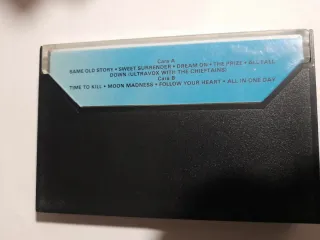 Cara A
SAME OLD STORY • SWEET SURRENDER • DREAM ON • THE PRIZE • ALL FALL
DOWN (ULTRAVOX WITH THE CHIEFTAINS)
Cara B
TIME TO KILL • MOON MADNESS • FOLLOW YOUR HEART • ALL IN ONE DAY